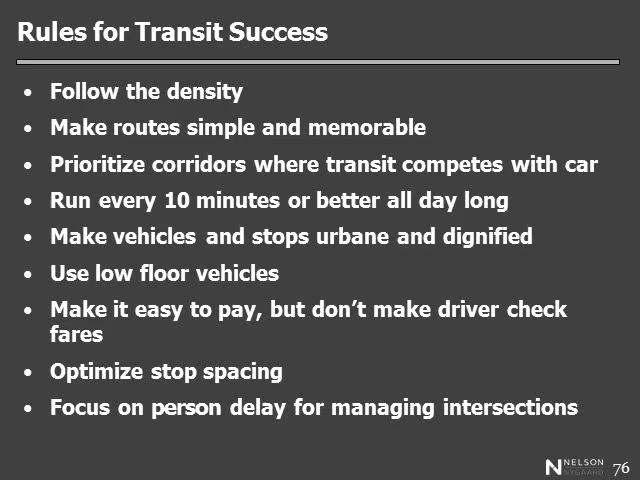 Rules for Transit Success
• Follow the density
• Make routes simple and memorable
• Prioritize corridors where transit competes with car
• Run every 10 minutes or better all day long
• Make vehicles and stops urbane and dignified
• Use low floor vehicles
• Make it easy to pay, but don’t make driver check
fares
• Optimize stop spacing
• Focus on person delay for managing intersections
N NELSON
NYGAARD
76